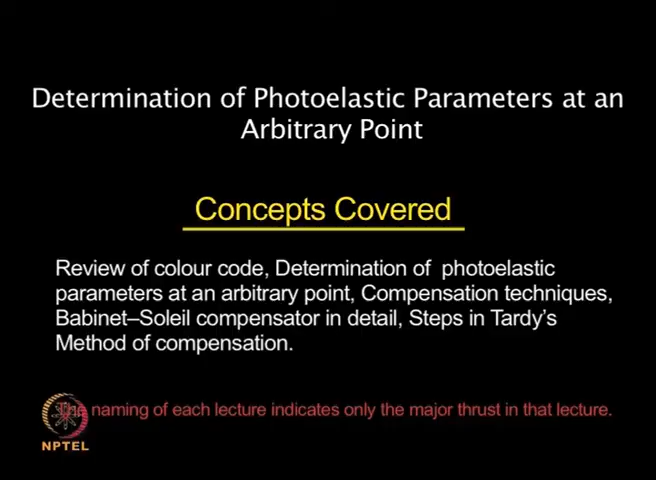 Determination of Photoelastic Parameters at an
Arbitrary Point
Concepts Covered
Review of colour code, Determination of photoelastic
parameters at an arbitrary point, Compensation techniques,
Babinet–Soleil compensator in detail, Steps in Tardy's
Method of compensation.
The naming of each lecture indicates only the major thrust in that lecture.
NPTEL